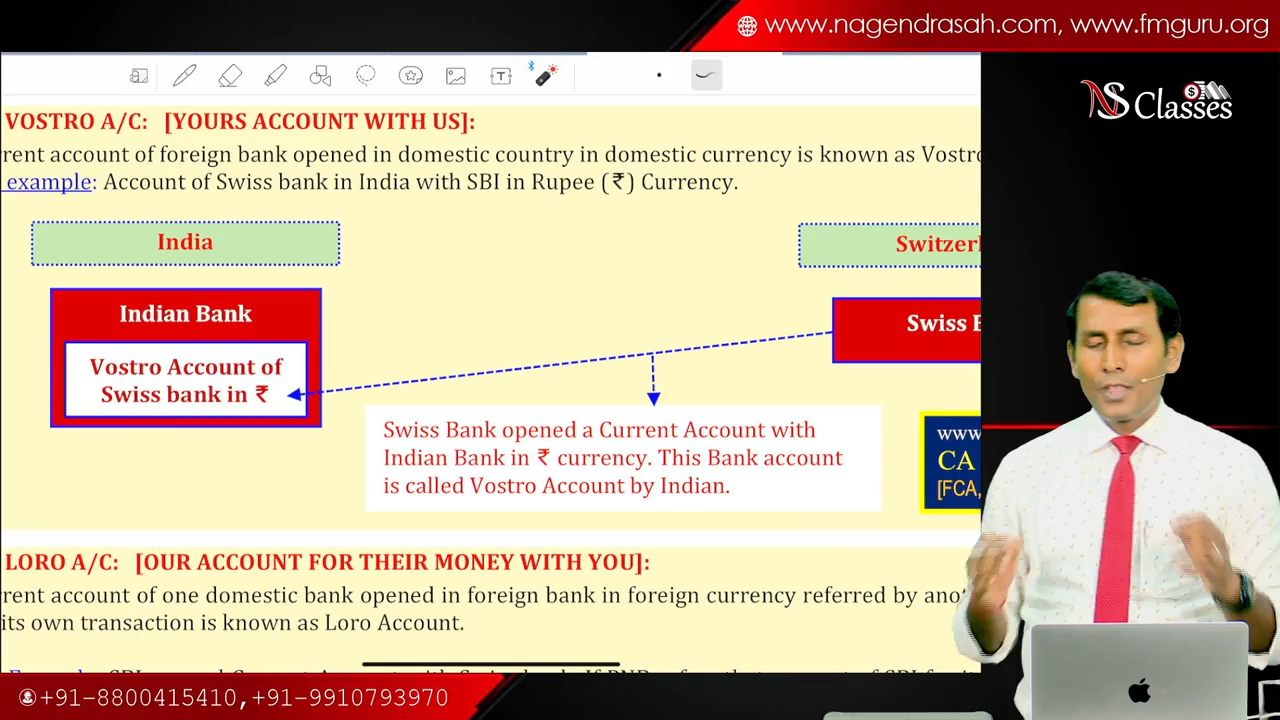 www.nagendrasah.com, www.fmguru.org
NS Classes
VOSTRO A/C: [YOURS ACCOUNT WITH US]:
rent account of foreign bank opened in domestic country in domestic currency is known as Vostr
example: Account of Swiss bank in India with SBI in Rupee (₹) Currency.
India
Switzerl
Indian Bank
Swiss B
Vostro Account of
Swiss bank in ₹
Swiss Bank opened a Current Account with
Indian Bank in ₹ currency. This Bank account
is called Vostro Account by Indian.
www
CA
[FCA,
LORO A/C: [OUR ACCOUNT FOR THEIR MONEY WITH YOU]:
rent account of one domestic bank opened in foreign bank in foreign currency referred by ano
its own transaction is known as Loro Account.
+91-8800415410,+91-9910793970